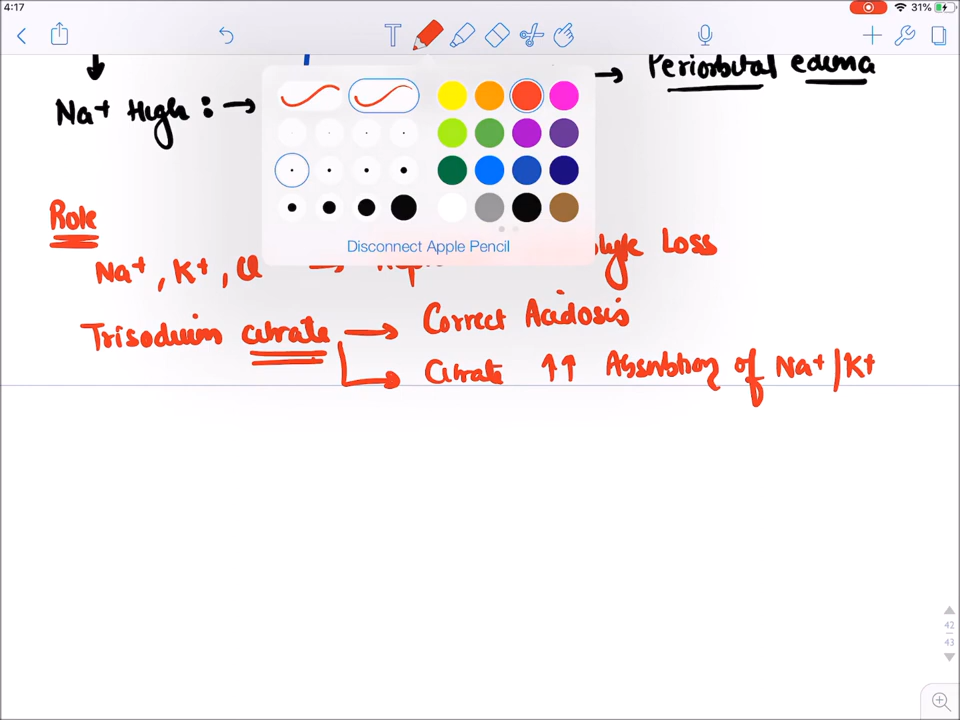 4:17
31%
T
Periorbital edema
Na+ High : →
Role
Na+, K+, Cl
Loss
Trisodium citrate → Correct Acidosis
Citrate ↑↑ Absorbtion of Na+/K+
Disconnect Apple Pencil
42
43